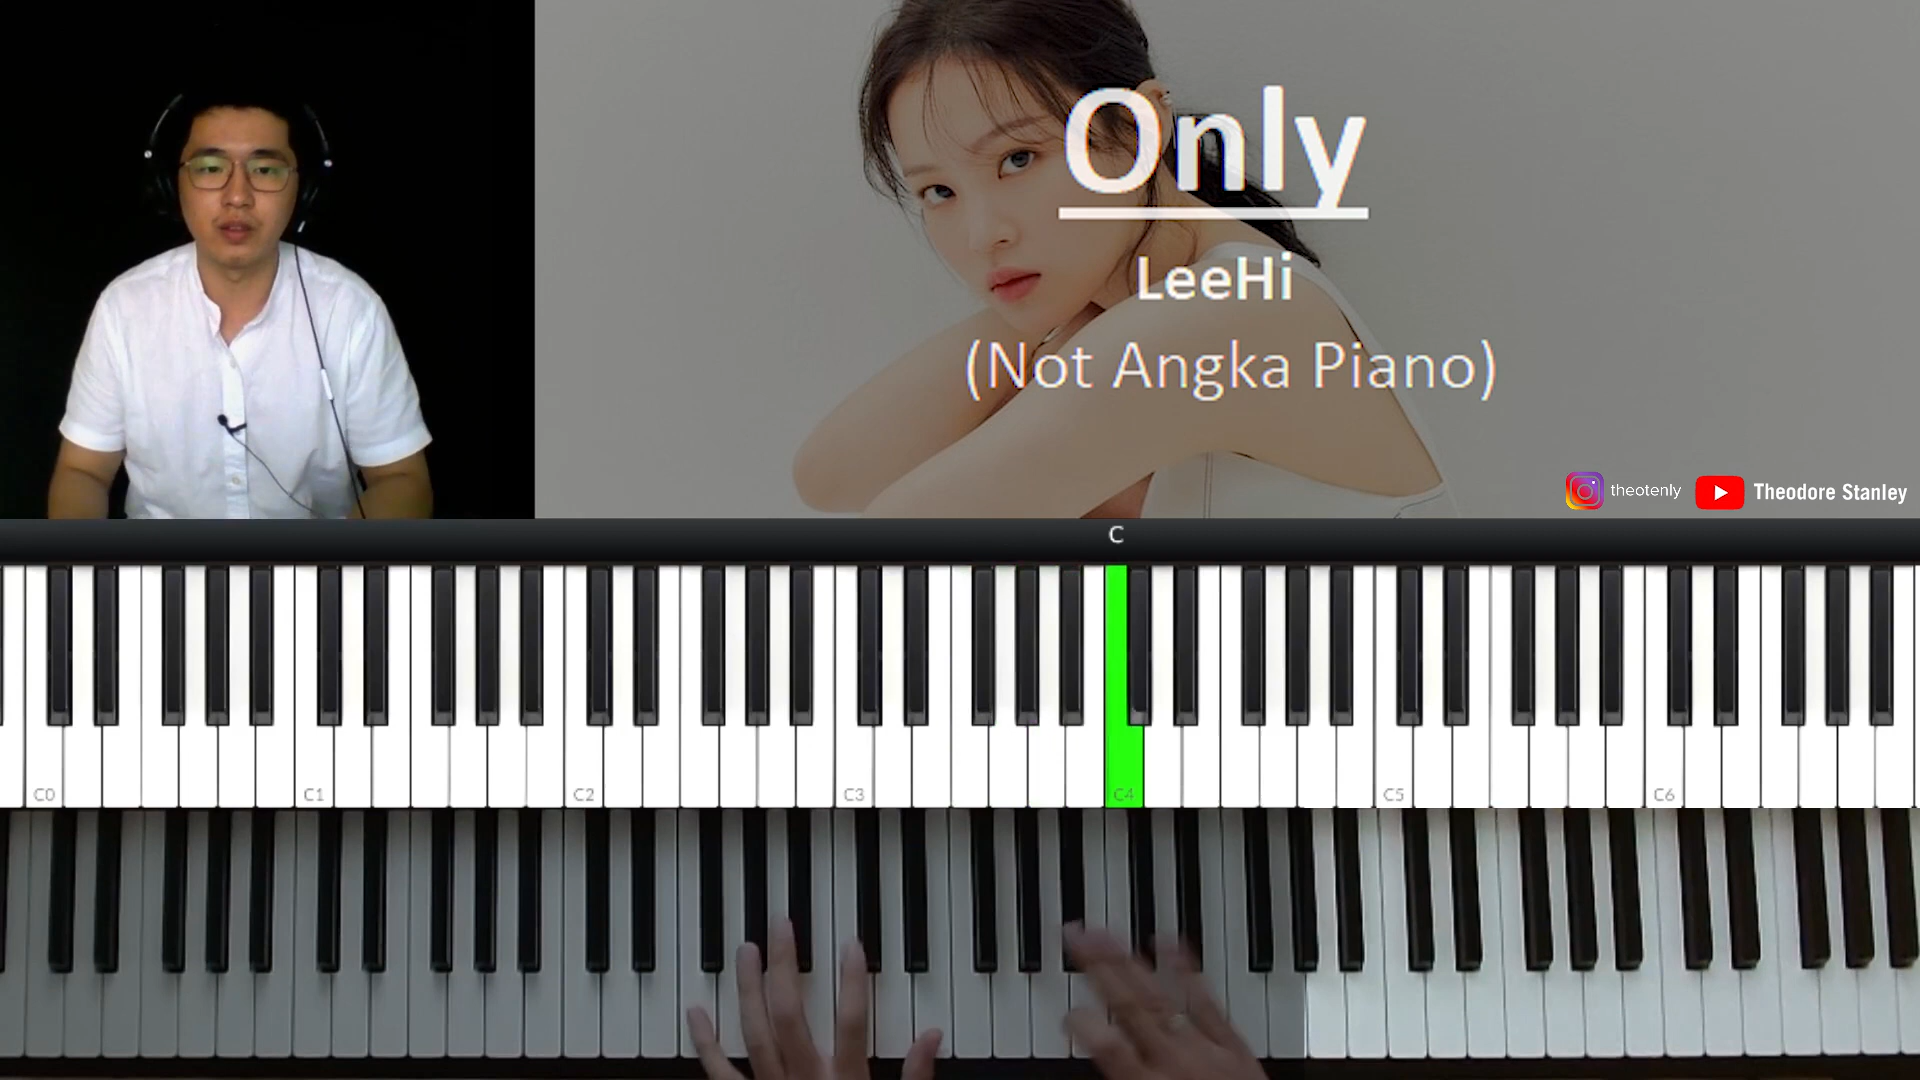 Only
LeeHi
(Not Angka Piano)
theotenly
Theodore Stanley
C
C0 C1 C2 C3 C4 C5 C6